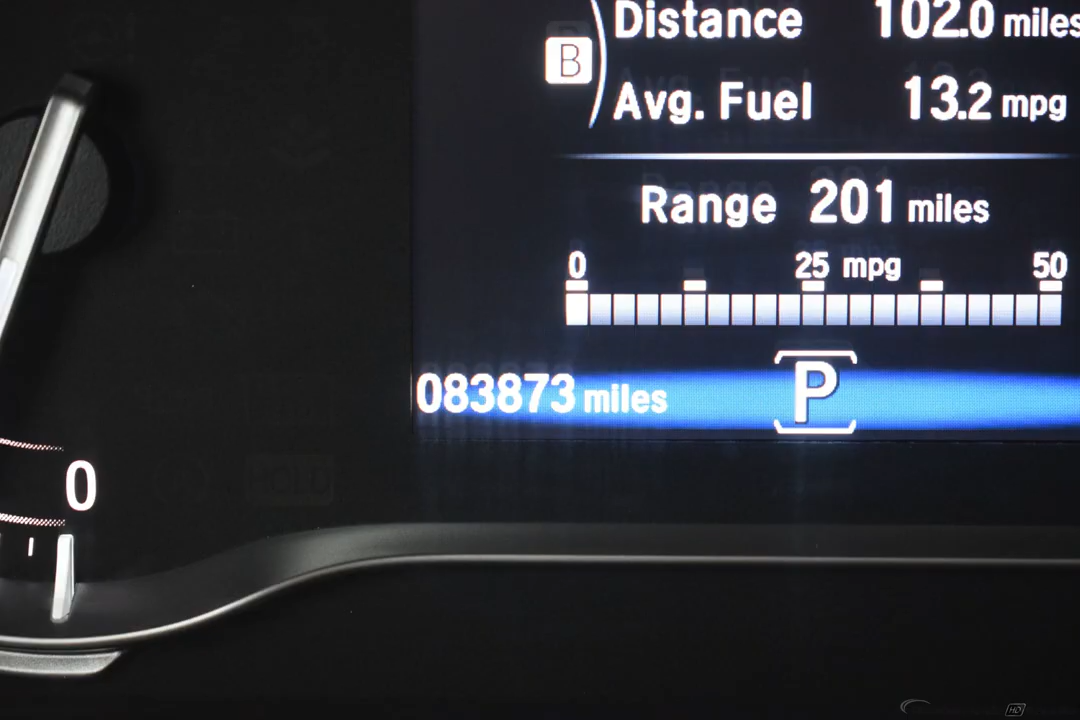 Distance 102.0 miles
B
Avg. Fuel 13.2 mpg
Range 201 miles
0 25 mpg 50
083873 miles P
0
HD